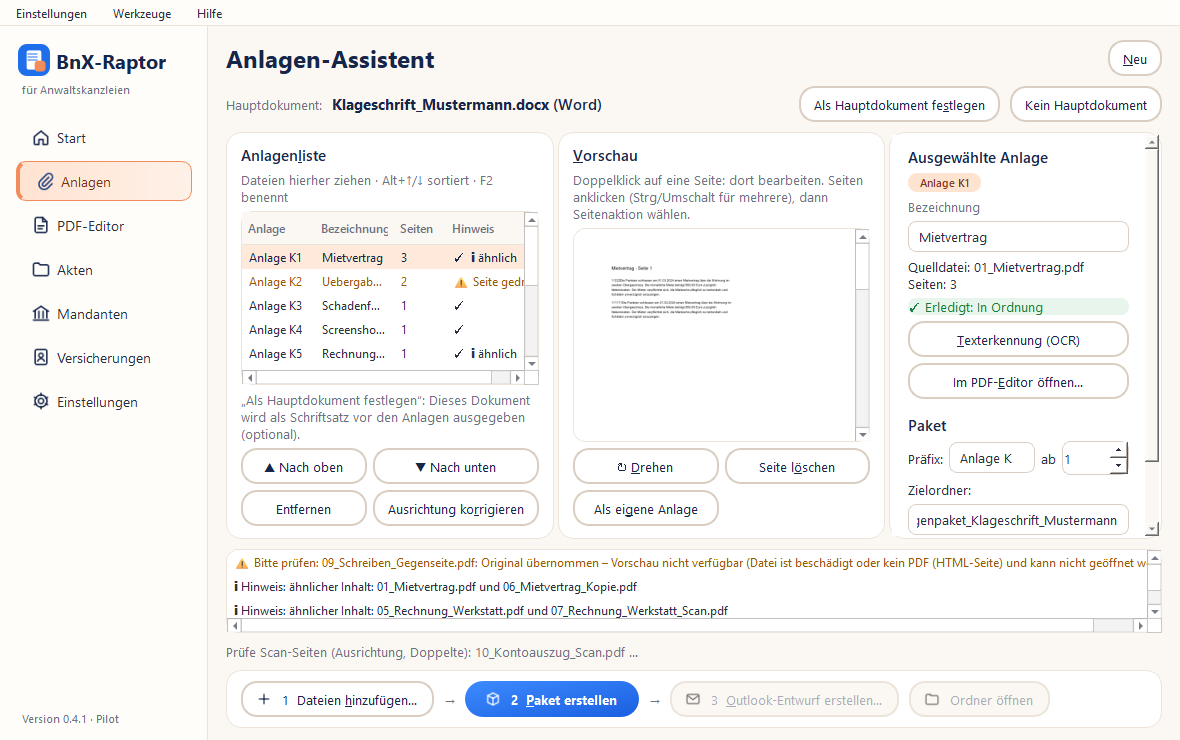 Einstellungen Werkzeuge Hilfe
BnX-Raptor
für Anwaltskanzleien
Start
Anlagen
PDF-Editor
Akten
Mandanten
Versicherungen
Einstellungen
Version 0.4.1 · Pilot
Anlagen-Assistent
Neu
Hauptdokument: Klageschrift_Mustermann.docx (Word)
Als Hauptdokument festlegen
Kein Hauptdokument
Anlagenliste
Dateien hierher ziehen · Alt+↑/↓ sortiert · F2
benennt
Anlage Bezeichnung Seiten Hinweis
Anlage K1 Mietvertrag 3 ✓ ℹ ähnlich
Anlage K2 Uebergab... 2 ⚠ Seite gedr
Anlage K3 Schadenf... 1 ✓
Anlage K4 Screensho... 1 ✓
Anlage K5 Rechnung... 1 ✓ ℹ ähnlich
„Als Hauptdokument festlegen“: Dieses Dokument
wird als Schriftsatz vor den Anlagen ausgegeben
(optional).
▲ Nach oben
▼ Nach unten
Entfernen
Ausrichtung korrigieren
Vorschau
Doppelklick auf eine Seite: dort bearbeiten. Seiten
anklicken (Strg/Umschalt für mehrere), dann
Seitenaktion wählen.
Mietvertrag - Seite 1
↻ Drehen
Seite löschen
Als eigene Anlage
Ausgewählte Anlage
Anlage K1
Bezeichnung
Mietvertrag
Quelldatei: 01_Mietvertrag.pdf
Seiten: 3
✓ Erledigt: In Ordnung
Texterkennung (OCR)
Im PDF-Editor öffnen...
Paket
Präfix: Anlage K ab 1
Zielordner:
genpaket_Klageschrift_Mustermann
⚠ Bitte prüfen: 09_Schreiben_Gegenseite.pdf: Original übernommen – Vorschau nicht verfügbar (Datei ist beschädigt oder kein PDF (HTML-Seite) und kann nicht geöffnet w
ℹ Hinweis: ähnlicher Inhalt: 01_Mietvertrag.pdf und 06_Mietvertrag_Kopie.pdf
ℹ Hinweis: ähnlicher Inhalt: 05_Rechnung_Werkstatt.pdf und 07_Rechnung_Werkstatt_Scan.pdf
Prüfe Scan-Seiten (Ausrichtung, Doppelte): 10_Kontoauszug_Scan.pdf ...
+ 1 Dateien hinzufügen... → 2 Paket erstellen → 3 Outlook-Entwurf erstellen... Ordner öffnen